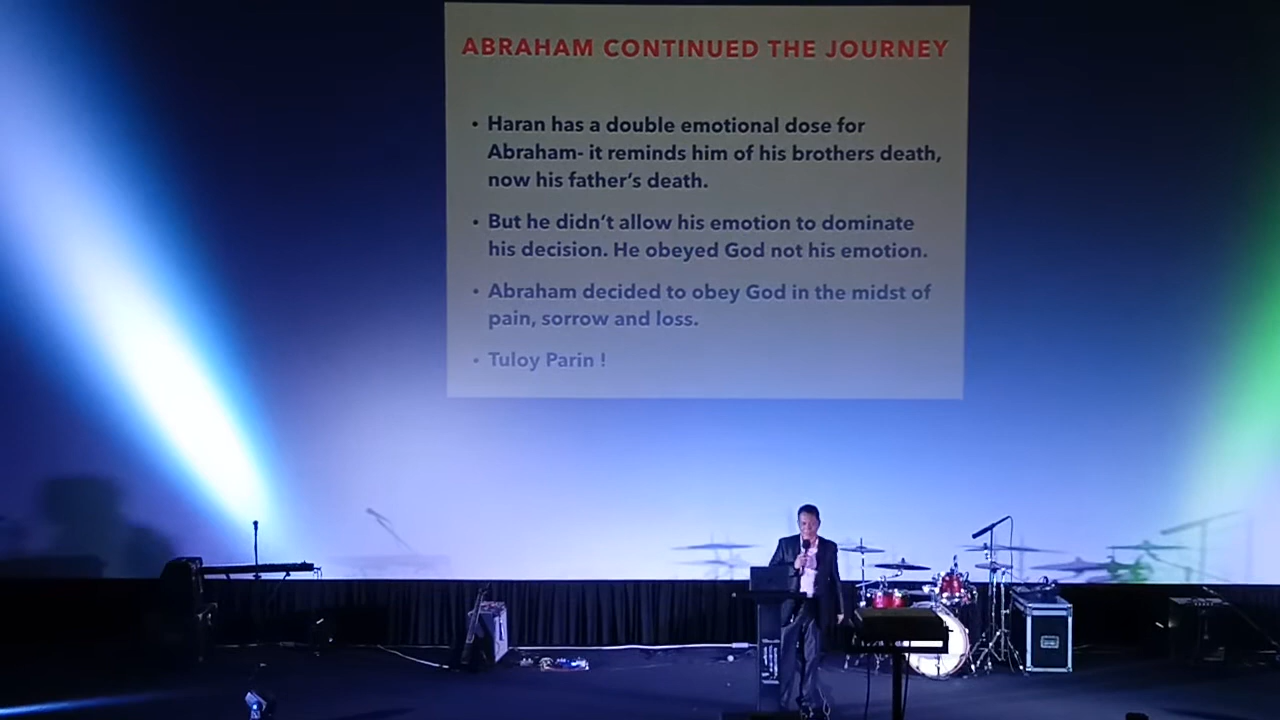 ABRAHAM CONTINUED THE JOURNEY
• Haran has a double emotional dose for
Abraham- it reminds him of his brothers death,
now his father's death.
• But he didn't allow his emotion to dominate
his decision. He obeyed God not his emotion.
• Abraham decided to obey God in the midst of
pain, sorrow and loss.
• Tuloy Parin !